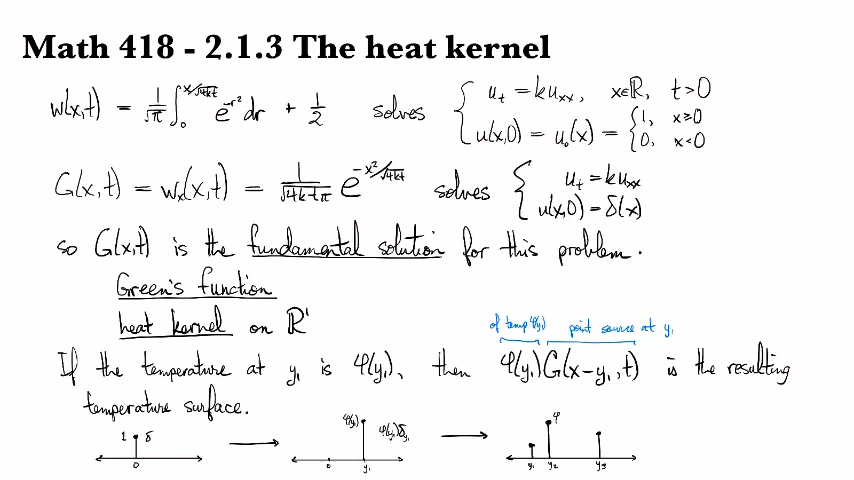 Math 418 - 2.1.3 The heat kernel
w(x,t) = 1/√π ∫₀^{x/√4kt} e^{-r²} dr + 1/2 solves { u_t = k u_xx, x∈ℝ, t>0
u(x,0) = u₀(x) = { 1, x≥0
0, x<0
G(x,t) = w_x(x,t) = 1/√4ktπ e^{-x²/√4kt} solves { u_t = k u_xx
u(x,0) = δ(x)
so G(x,t) is the fundamental solution for this problem.
Green's function
heat kernel on ℝ¹
of temp φ(y₁) point source at y₁
If the temperature at y₁ is φ(y₁), then φ(y₁)G(x-y₁,t) is the resulting
temperature surface.
1 δ φ(y₁) φ(y₁)δ_{y₁} φ
0 0 y₁ y₁ y₂ y₃